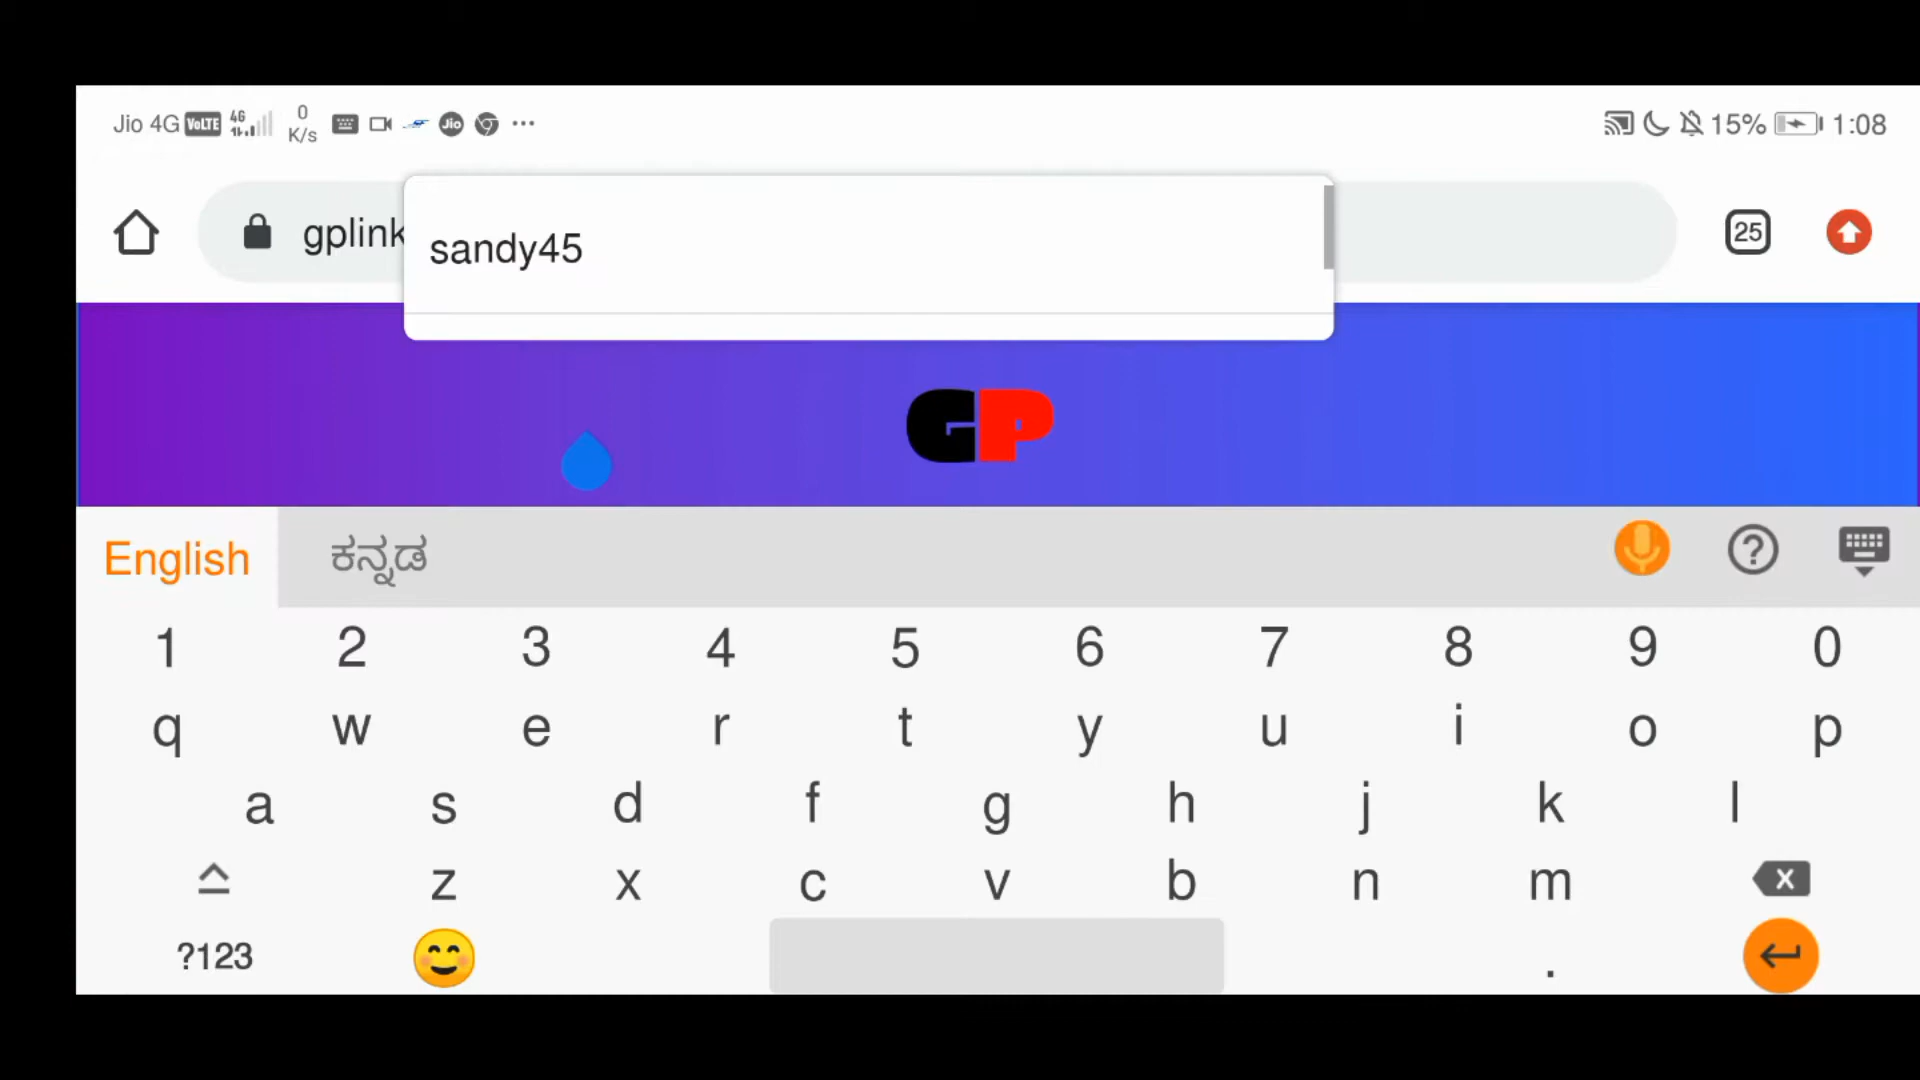 Jio 4G VoLTE 4G 0 K/s Jio ... 15% 1:08
gplink 25
sandy45
GP
English ಕನ್ನಡ ?
1 2 3 4 5 6 7 8 9 0
q w e r t y u i o p
a s d f g h j k l
z x c v b n m x
?123 .